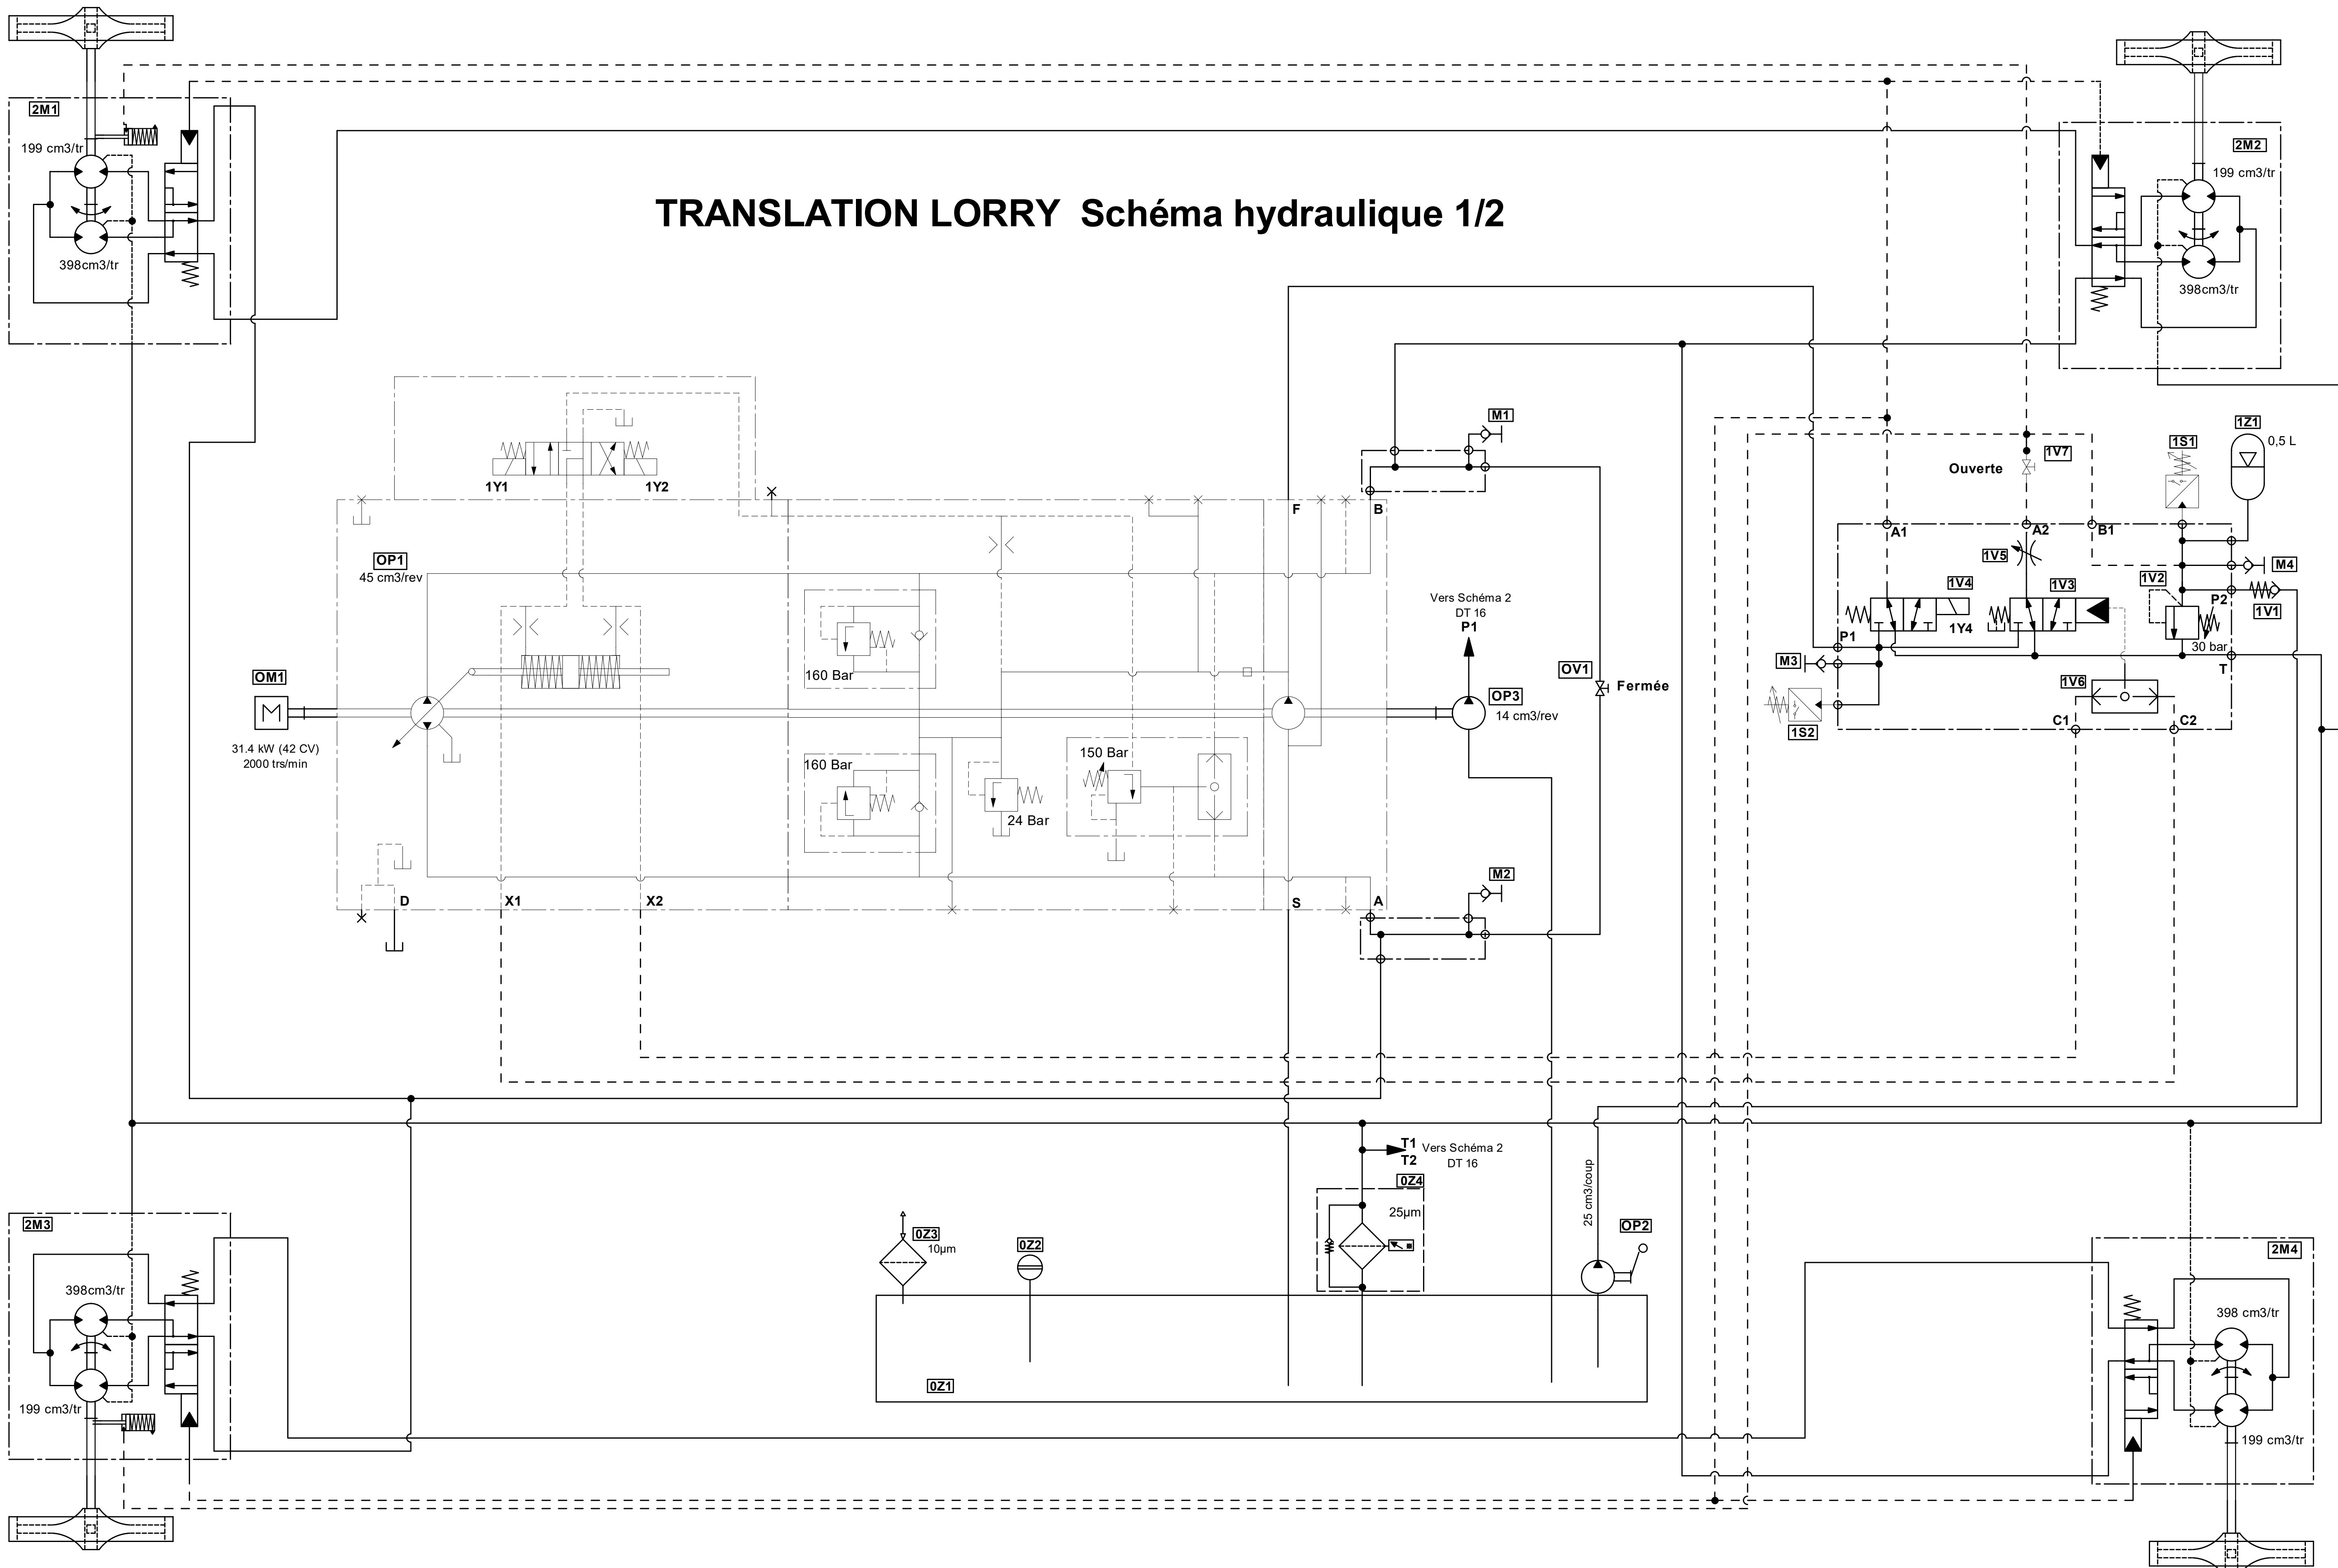 2M1
199 cm3/tr
398cm3/tr
TRANSLATION LORRY Schéma hydraulique 1/2
2M2
199 cm3/tr
398cm3/tr
1Y1
1Y2
OP1
45 cm3/rev
OM1
31.4 kW (42 CV)
2000 trs/min
160 Bar
160 Bar
24 Bar
150 Bar
F
B
D
X1
X2
S
A
M1
M2
Vers Schéma 2
DT 16
P1
OP3
14 cm3/rev
OV1
Fermée
1Z1
0,5 L
1S1
1V7
Ouverte
A1
A2
B1
1V5
M4
1V4
1V3
1V2
P2
1V1
1Y4
P1
30 bar
M3
T
1V6
1S2
C1
C2
T1
T2
Vers Schéma 2
DT 16
0Z4
25µm
25 cm3/coup
OP2
0Z3
10µm
0Z2
0Z1
2M3
398cm3/tr
199 cm3/tr
2M4
398 cm3/tr
199 cm3/tr
M